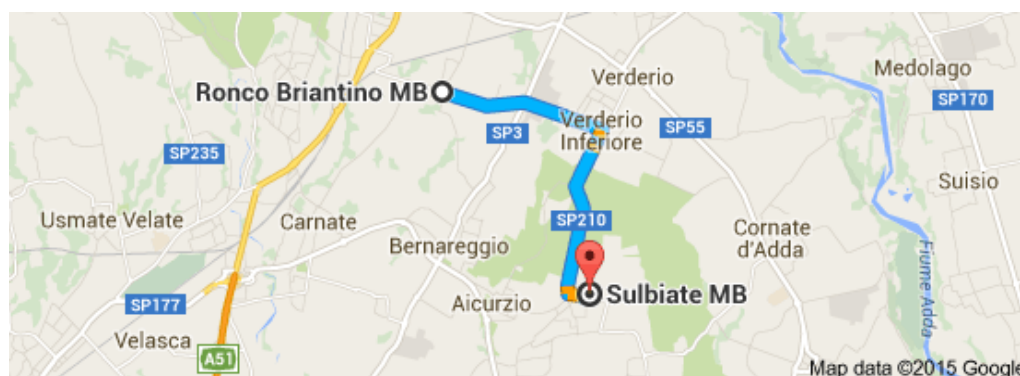 Medolago
Verderio
Ronco Briantino MB
SP170
Verderio
Inferiore
SP3
SP55
SP235
Suisio
Usmate Velate
Carnate
SP210
Cornate
d'Adda
Bernareggio
Fiume Adda
Sulbiate MB
Aicurzio
SP177
Velasca
A51
Map data ©2015 Google